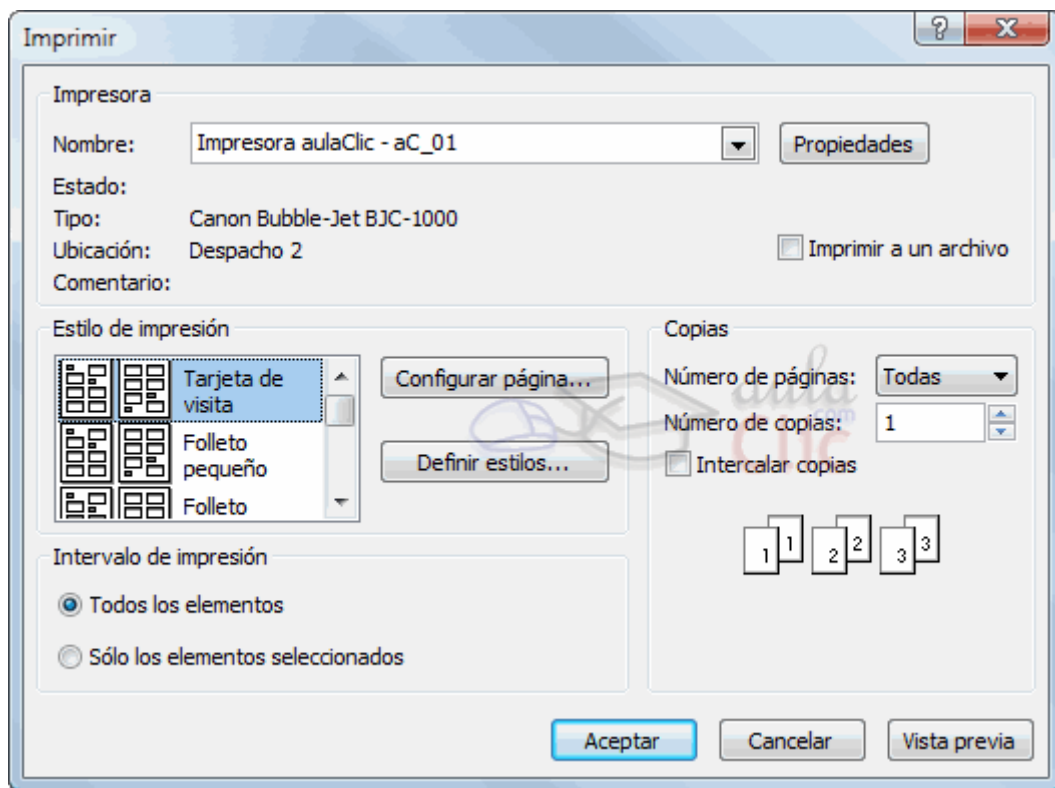 Imprimir
Impresora
Nombre: Impresora aulaClic - aC_01 Propiedades
Estado:
Tipo: Canon Bubble-Jet BJC-1000
Ubicación: Despacho 2 Imprimir a un archivo
Comentario:
Estilo de impresión
Tarjeta de
visita
Folleto
pequeño
Folleto
Configurar página...
Definir estilos...
Copias
Número de páginas: Todas
Número de copias: 1
Intercalar copias
1 1 2 2 3 3
aula
Clic
.com
Intervalo de impresión
Todos los elementos
Sólo los elementos seleccionados
Aceptar Cancelar Vista previa